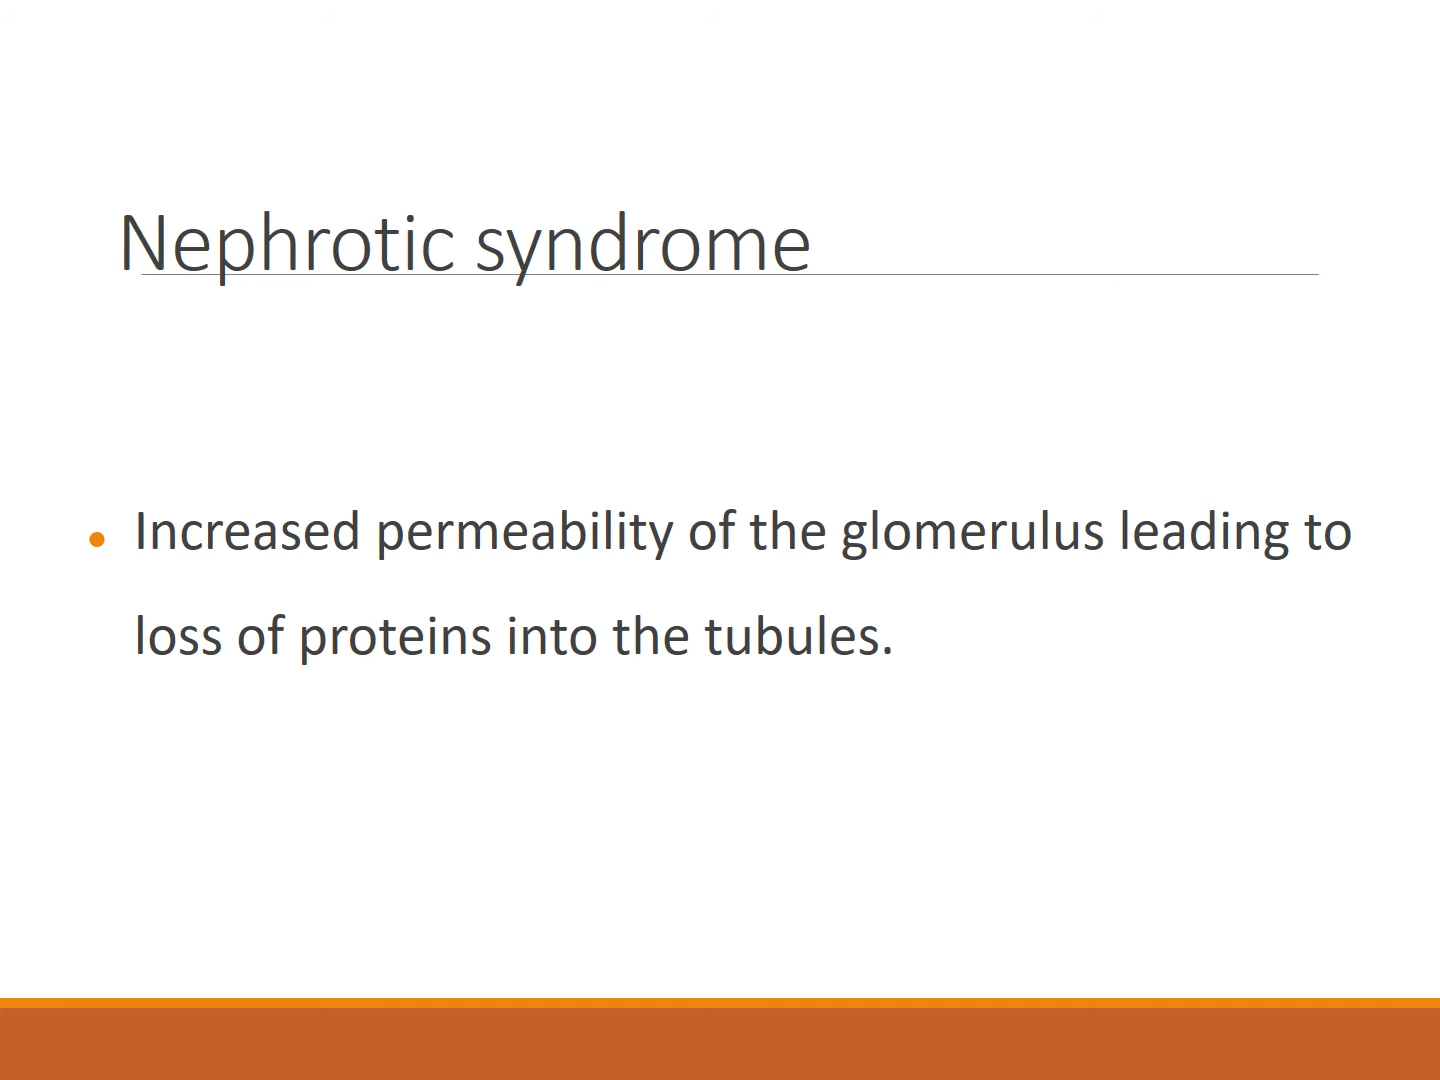 Nephrotic syndrome
• Increased permeability of the glomerulus leading to
loss of proteins into the tubules.